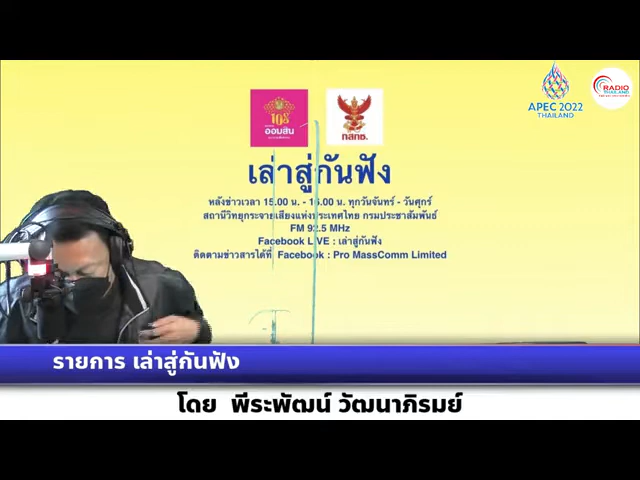 APEC 2022
THAILAND
RADIO
THAILAND
ออมสิน
กสทช.
เล่าสู่กันฟัง
หลังข่าวเวลา 15.00 น. - 16.00 น. ทุกวันจันทร์ - วันศุกร์
สถานีวิทยุกระจายเสียงแห่งประเทศไทย กรมประชาสัมพันธ์
FM 92.5 MHz
Facebook LIVE : เล่าสู่กันฟัง
ติดตามข่าวสารได้ที่ Facebook : Pro MassComm Limited
รายการ เล่าสู่กันฟัง
โดย พีระพัฒน์ วัฒนาภิรมย์